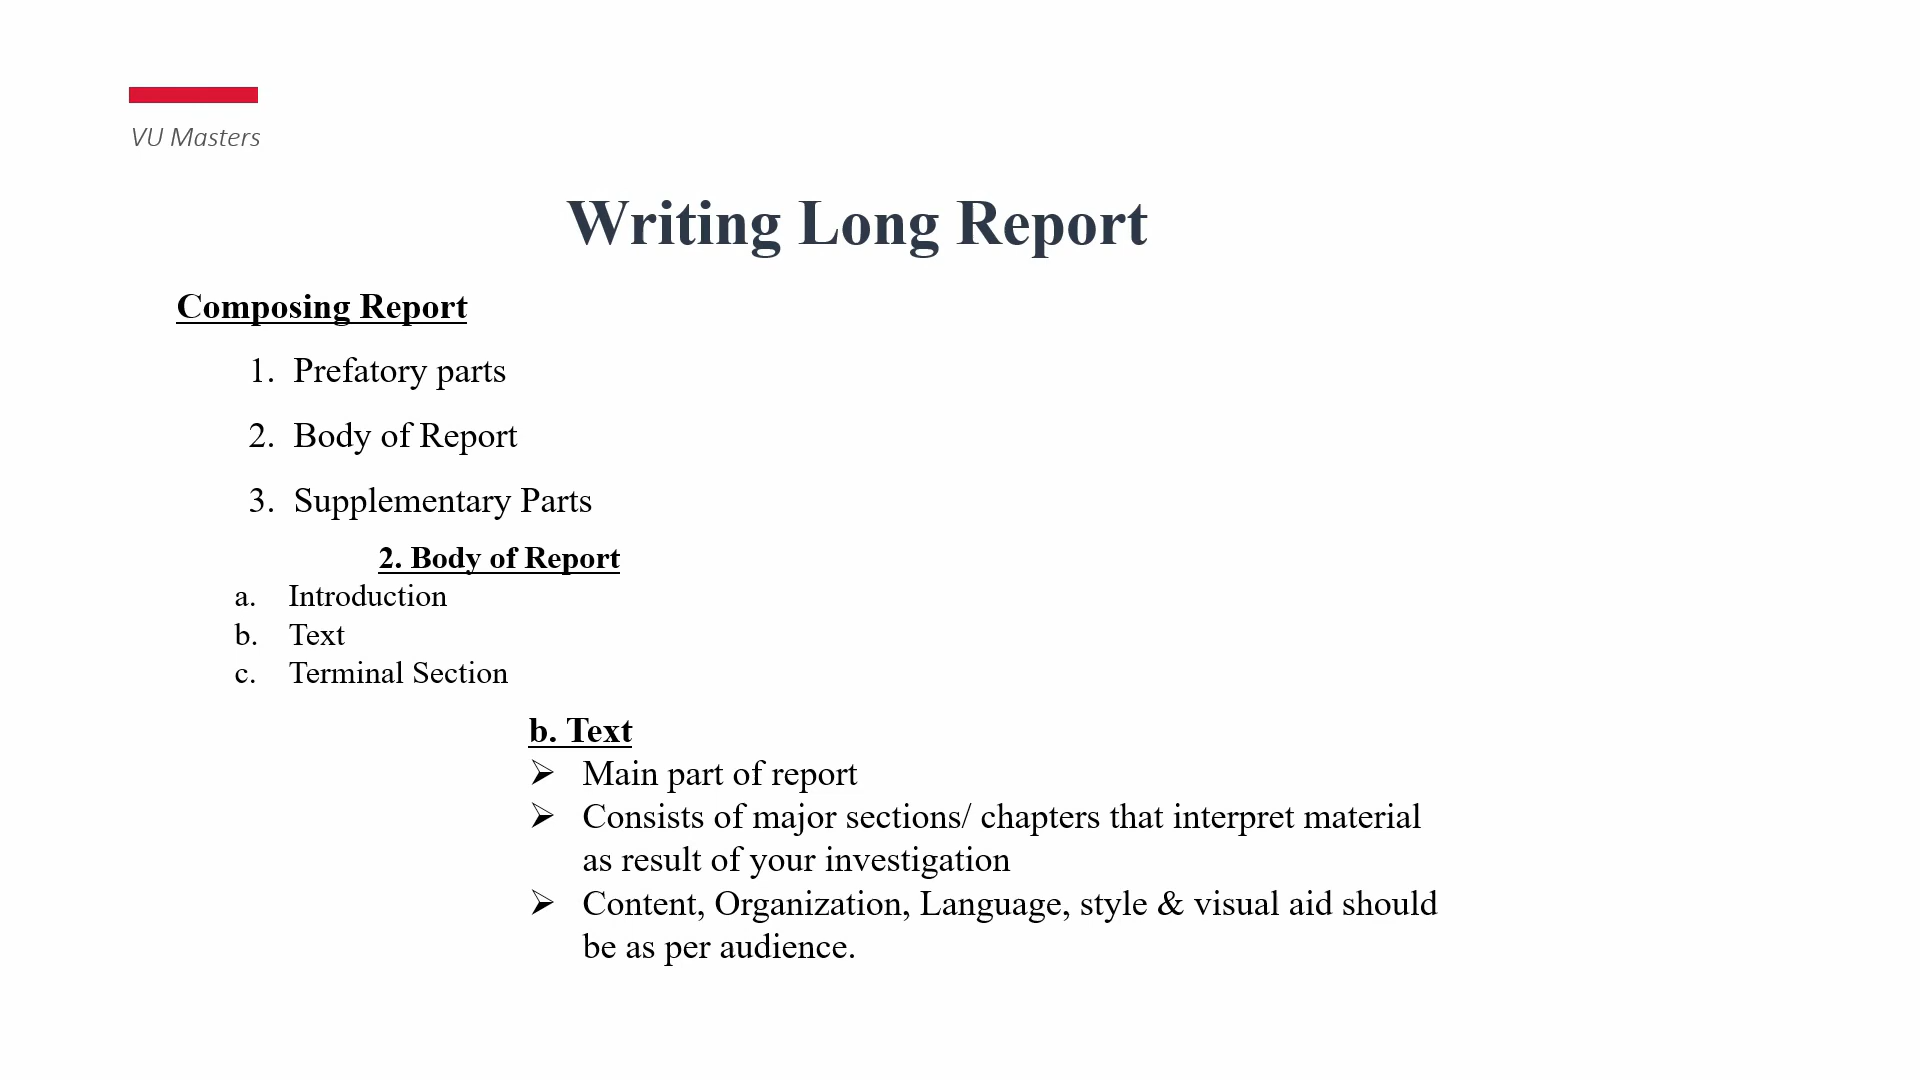 VU Masters
Writing Long Report
Composing Report
1. Prefatory parts
2. Body of Report
3. Supplementary Parts
2. Body of Report
a. Introduction
b. Text
c. Terminal Section
b. Text
➢ Main part of report
➢ Consists of major sections/ chapters that interpret material
as result of your investigation
➢ Content, Organization, Language, style & visual aid should
be as per audience.